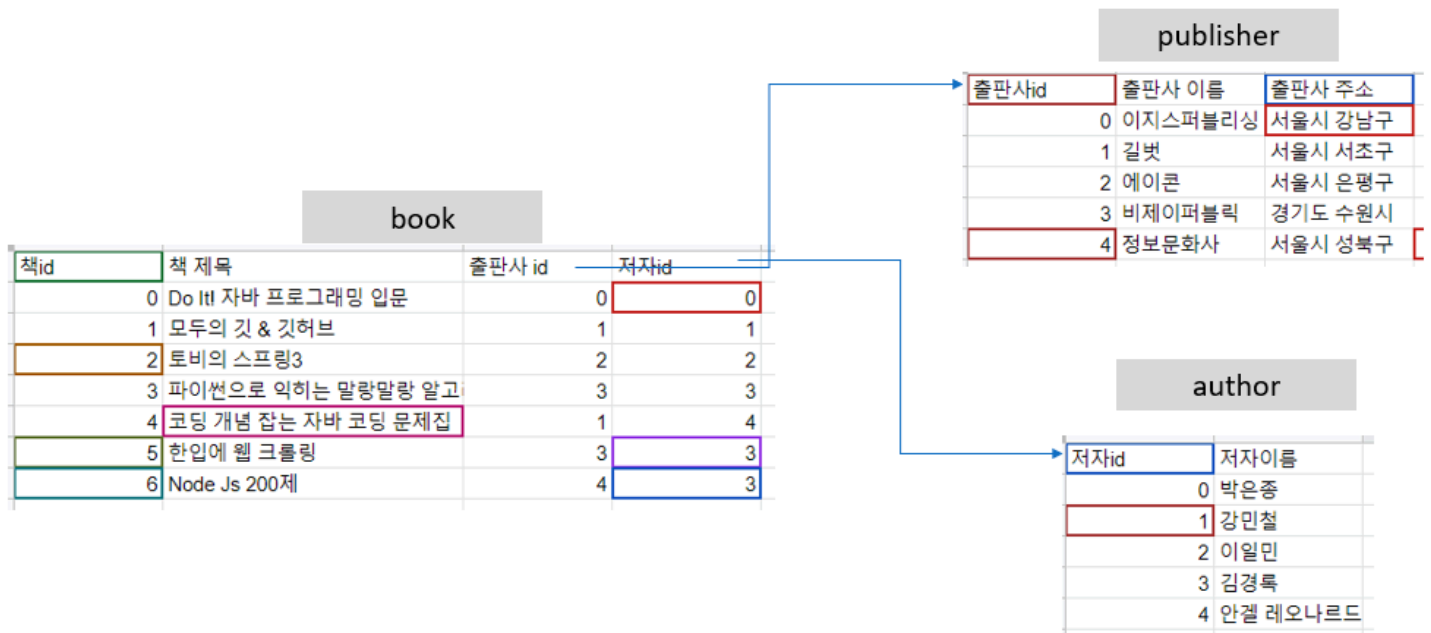 publisher
출판사id 출판사 이름 출판사 주소
0 이지스퍼블리싱 서울시 강남구
1 길벗 서울시 서초구
2 에이콘 서울시 은평구
3 비제이퍼블릭 경기도 수원시
4 정보문화사 서울시 성북구
book
책id 책 제목 출판사 id 저자id
0 Do It! 자바 프로그래밍 입문 0 0
1 모두의 깃 & 깃허브 1 1
2 토비의 스프링3 2 2
3 파이썬으로 익히는 말랑말랑 알고 3 3
4 코딩 개념 잡는 자바 코딩 문제집 1 4
5 한입에 웹 크롤링 3 3
6 Node Js 200제 4 3
author
저자id 저자이름
0 박은종
1 강민철
2 이일민
3 김경록
4 안겔 레오나르드